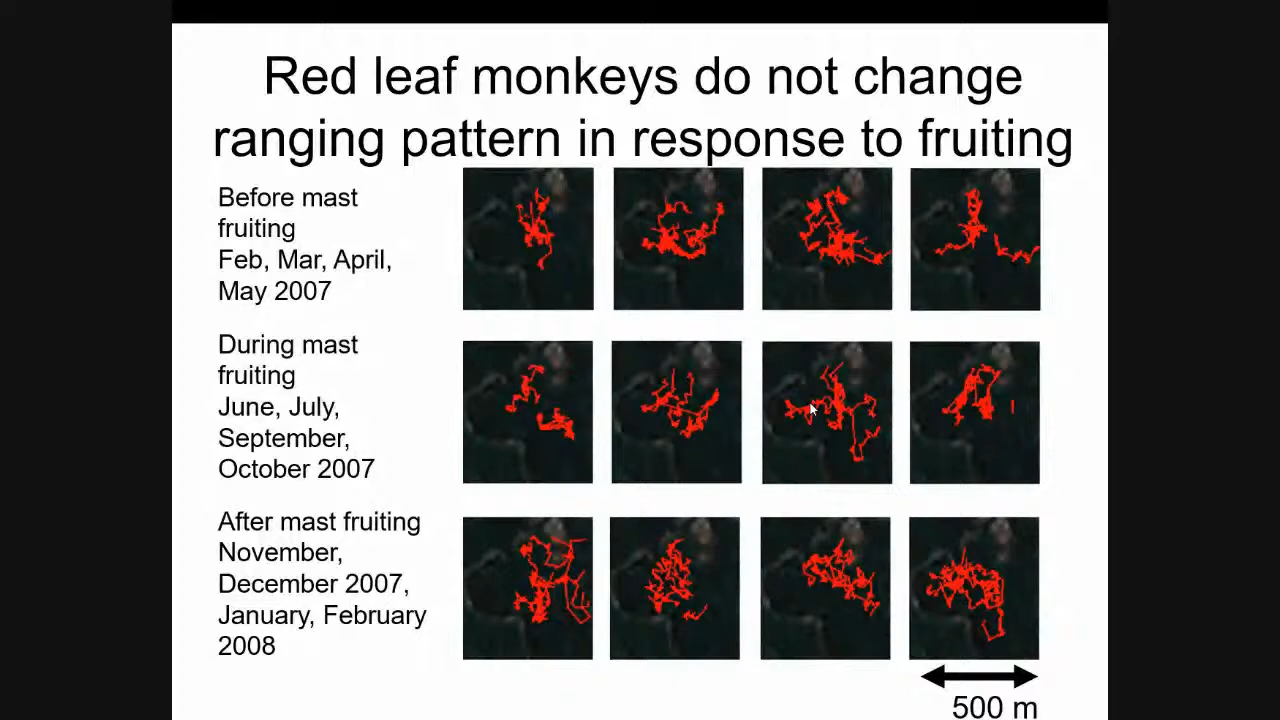 Red leaf monkeys do not change
ranging pattern in response to fruiting
Before mast
fruiting
Feb, Mar, April,
May 2007
During mast
fruiting
June, July,
September,
October 2007
After mast fruiting
November,
December 2007,
January, February
2008
500 m